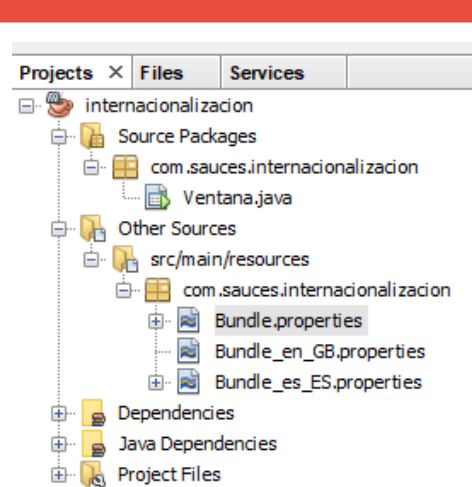 Projects × Files Services
internacionalizacion
Source Packages
com.sauces.internacionalizacion
Ventana.java
Other Sources
src/main/resources
com.sauces.internacionalizacion
Bundle.properties
Bundle_en_GB.properties
Bundle_es_ES.properties
Dependencies
Java Dependencies
Project Files